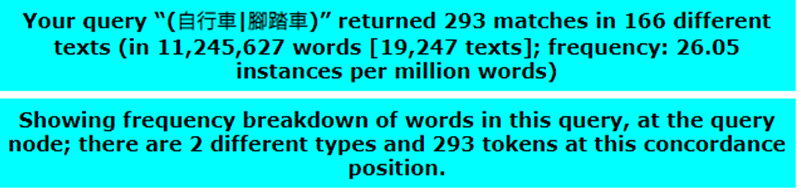 Your query “(自行車|腳踏車)” returned 293 matches in 166 different
texts (in 11,245,627 words [19,247 texts]; frequency: 26.05
instances per million words)
Showing frequency breakdown of words in this query, at the query
node; there are 2 different types and 293 tokens at this concordance
position.